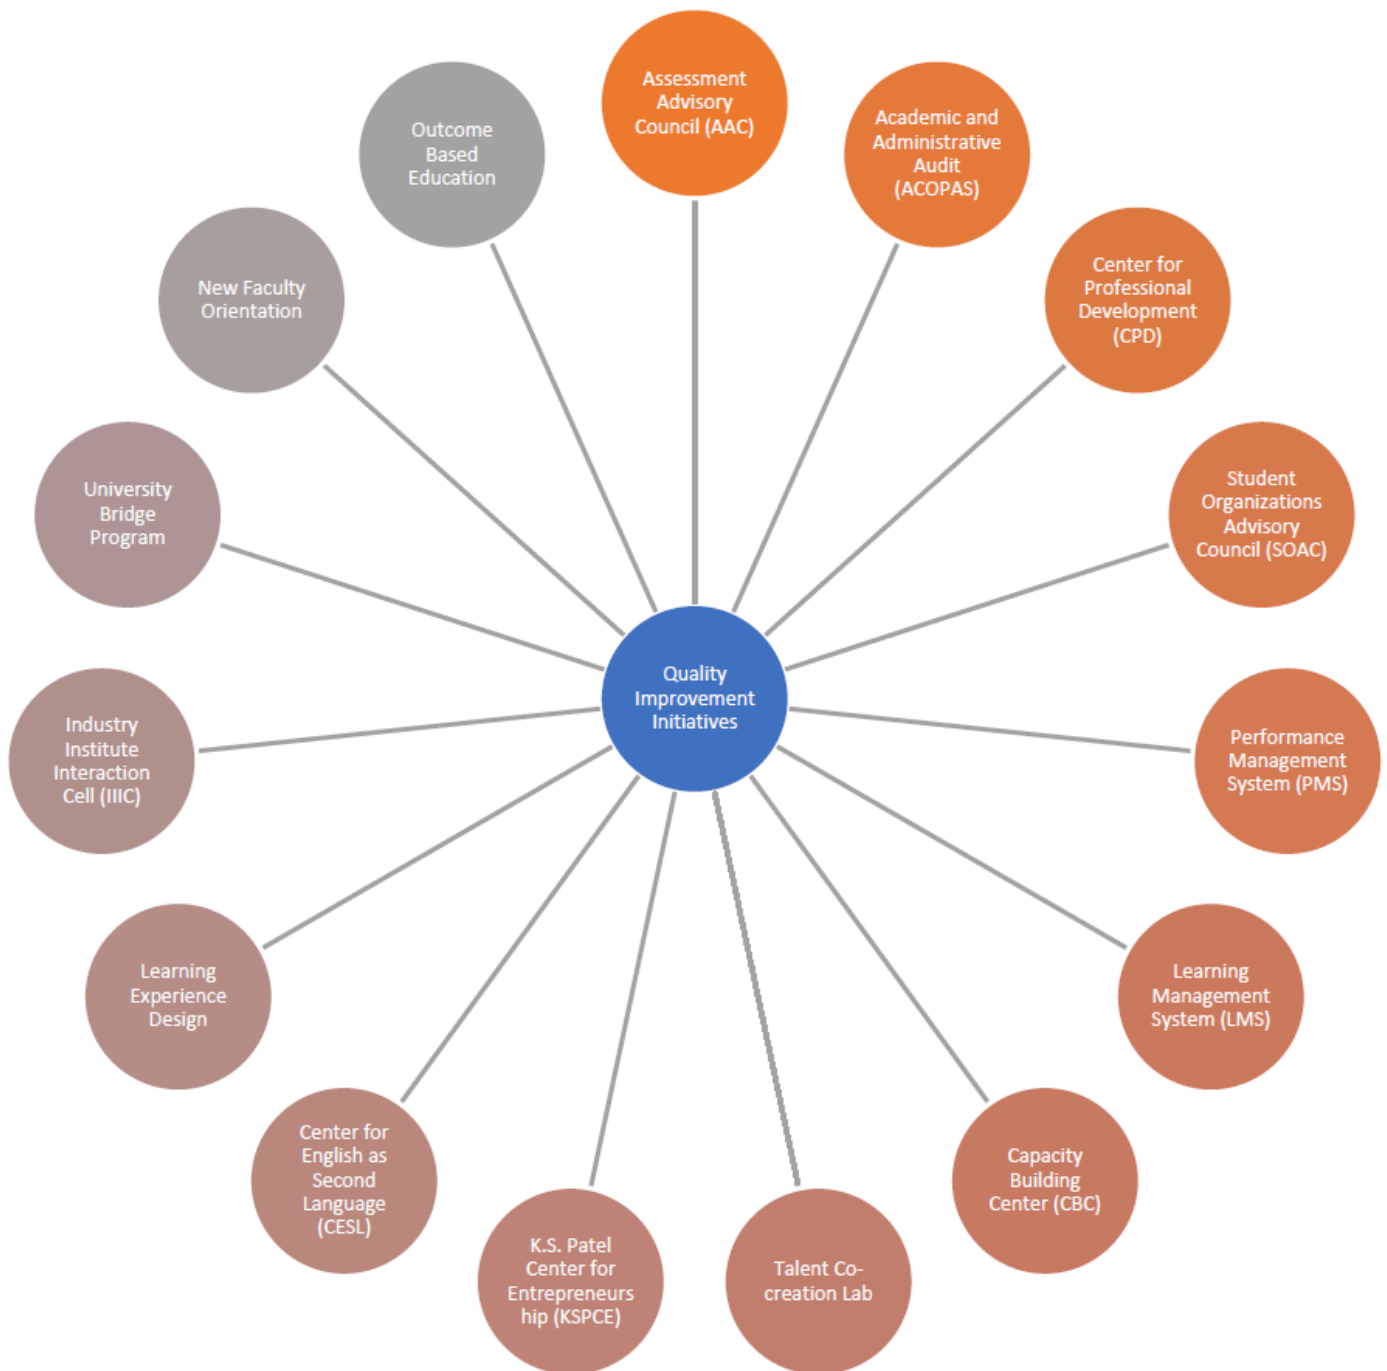 Assessment
Advisory
Council (AAC)
Academic and
Administrative
Audit
(ACOPAS)
Center for
Professional
Development
(CPD)
Student
Organizations
Advisory
Council (SOAC)
Performance
Management
System (PMS)
Learning
Management
System (LMS)
Capacity
Building
Center (CBC)
Talent Co-
creation Lab
K.S. Patel
Center for
Entrepreneurs
hip (KSPCE)
Center for
English as
Second
Language
(CESL)
Learning
Experience
Design
Industry
Institute
Interaction
Cell (IIIC)
University
Bridge
Program
New Faculty
Orientation
Outcome
Based
Education
Quality
Improvement
Initiatives